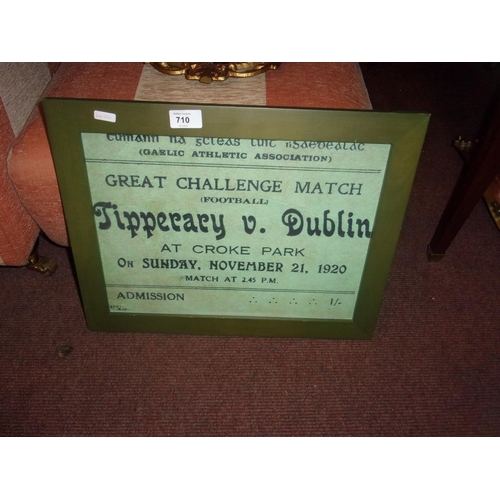 710
Cumann na gcleas lúit ngaedhealac
(GAELIC ATHLETIC ASSOCIATION)
GREAT CHALLENGE MATCH
(FOOTBALL)
Tipperary v. Dublin
AT CROKE PARK
ON SUNDAY, NOVEMBER 21, 1920
MATCH AT 2.45 P.M.
ADMISSION ∴ ∴ ∴ ∴ 1/-